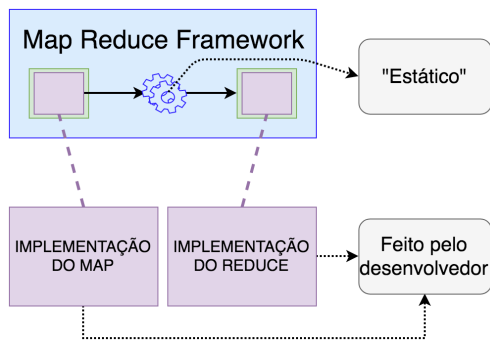 Map Reduce Framework
"Estático"
IMPLEMENTAÇÃO
DO MAP
IMPLEMENTAÇÃO
DO REDUCE
Feito pelo
desenvolvedor